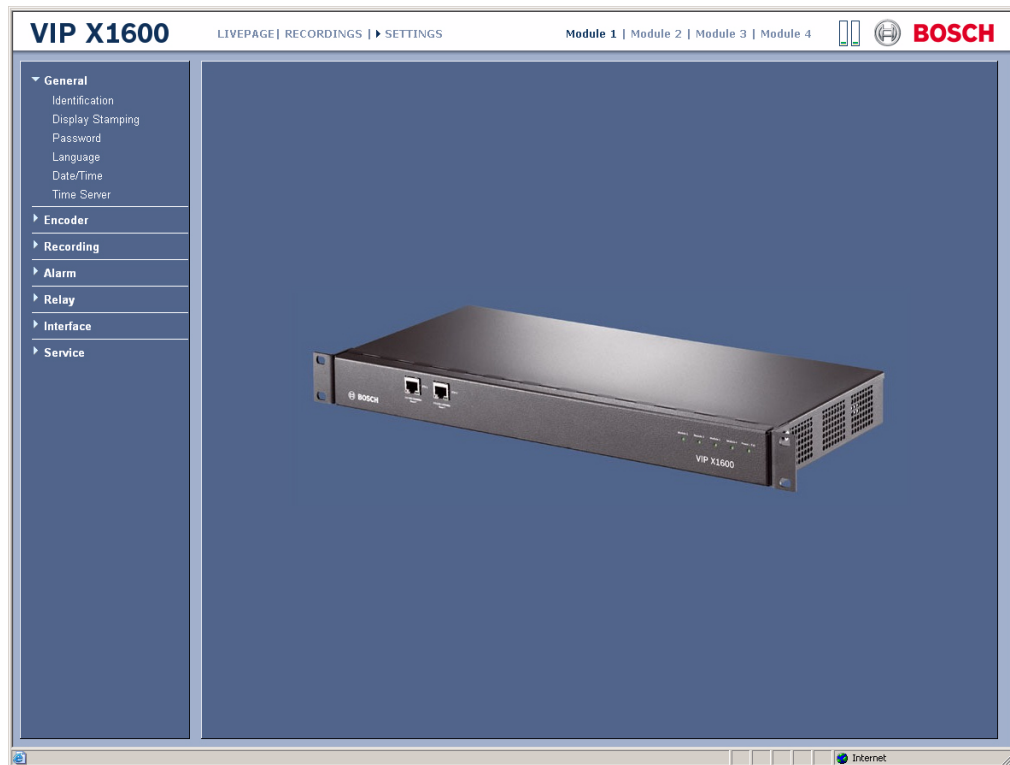 VIP X1600
LIVEPAGE| RECORDINGS | SETTINGS
Module 1 | Module 2 | Module 3 | Module 4
BOSCH
General
Identification
Display Stamping
Password
Language
Date/Time
Time Server
Encoder
Recording
Alarm
Relay
Interface
Service
BOSCH
VIP X1600
Internet